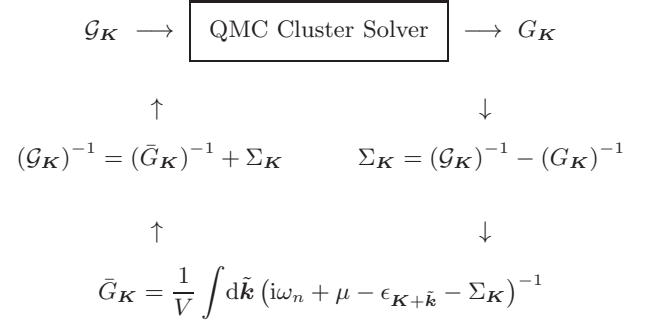 𝒢_𝑲 ⟶ QMC Cluster Solver ⟶ G_𝑲
↑ ↓
(𝒢_𝑲)⁻¹ = (Ḡ_𝑲)⁻¹ + Σ_𝑲 Σ_𝑲 = (𝒢_𝑲)⁻¹ − (G_𝑲)⁻¹
↑ ↓
Ḡ_𝑲 = 1/V ∫ d𝒌̃ (iω_n + μ − ϵ_{𝑲+𝒌̃} − Σ_𝑲)⁻¹